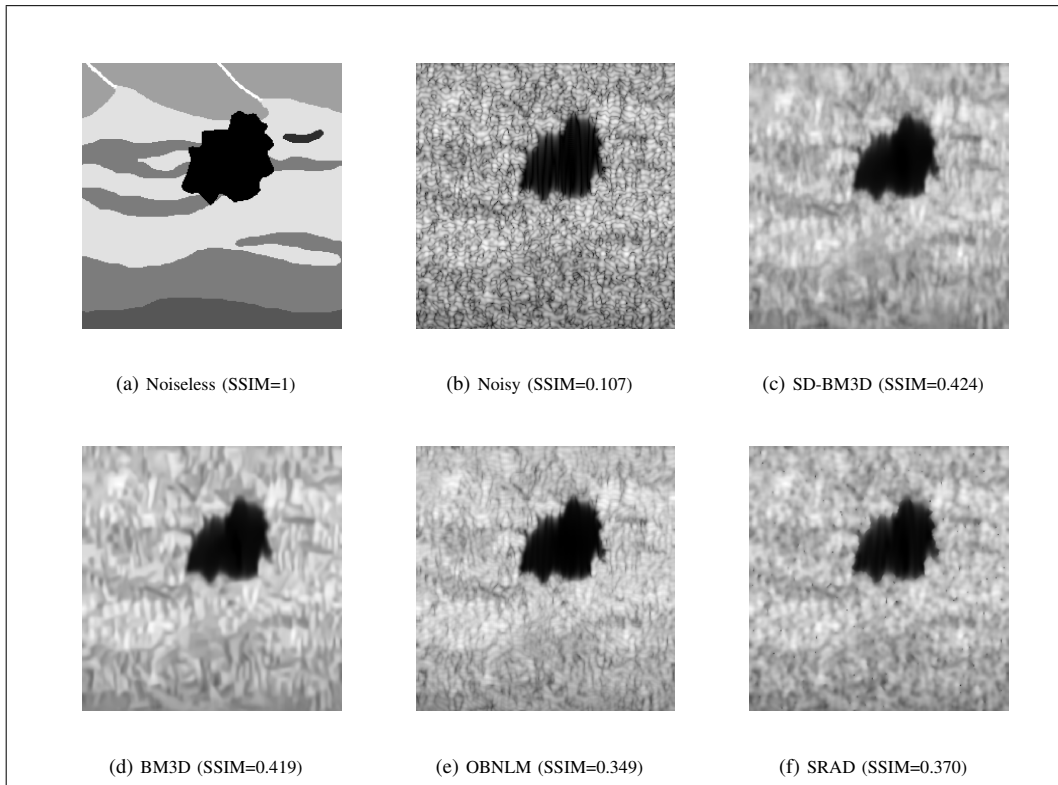 (a) Noiseless (SSIM=1)
(b) Noisy (SSIM=0.107)
(c) SD-BM3D (SSIM=0.424)
(d) BM3D (SSIM=0.419)
(e) OBNLM (SSIM=0.349)
(f) SRAD (SSIM=0.370)